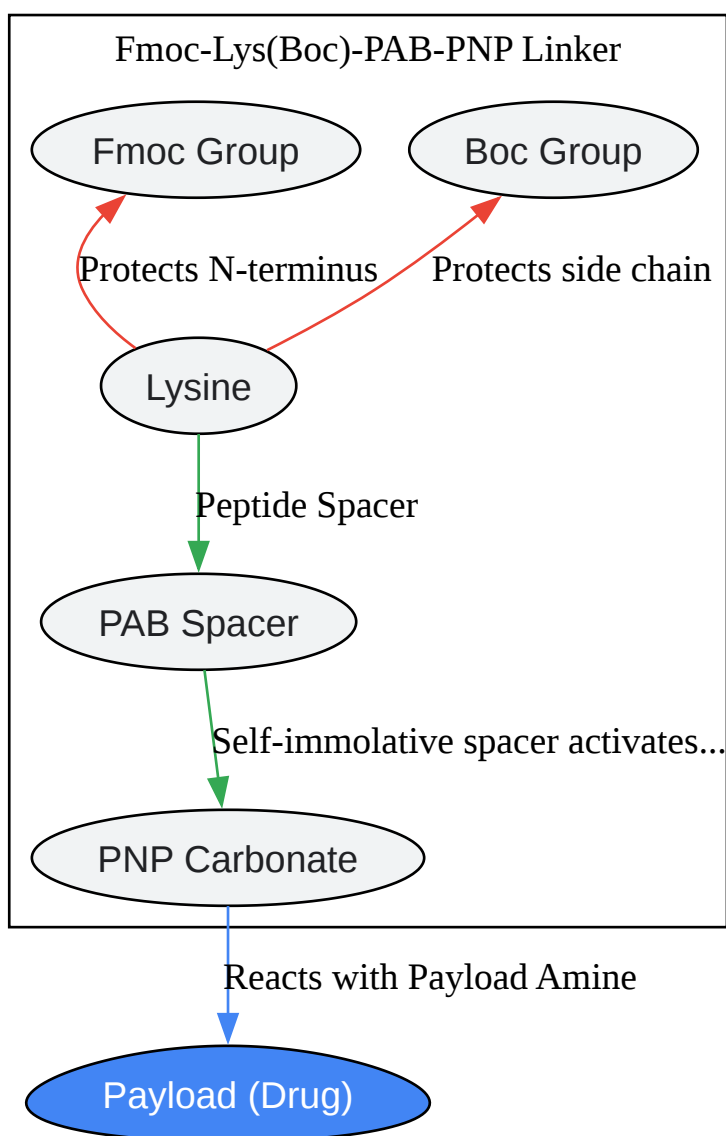 Fmoc-Lys(Boc)-PAB-PNP Linker
Fmoc Group
Boc Group
Protects N-terminus
Protects side chain
Lysine
Peptide Spacer
PAB Spacer
Self-immolative spacer activates...
PNP Carbonate
Reacts with Payload Amine
Payload (Drug)